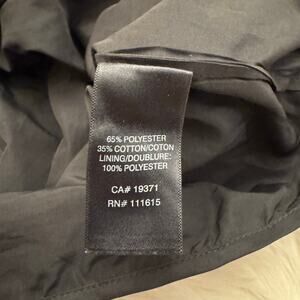 65% POLYESTER
35% COTTON/COTON
LINING/DOUBLURE:
100% POLYESTER
CA# 19371
RN# 111615